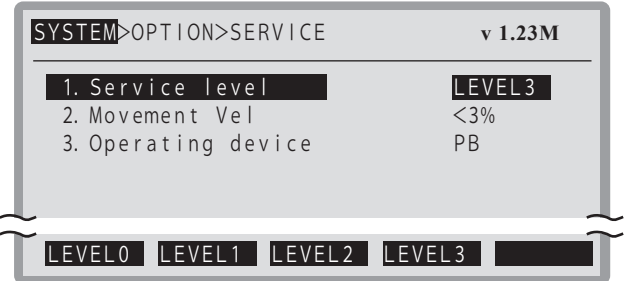 SYSTEM>OPTION>SERVICE v 1.23M
1. Service level LEVEL3
2. Movement Vel <3%
3. Operating device PB
LEVEL0 LEVEL1 LEVEL2 LEVEL3